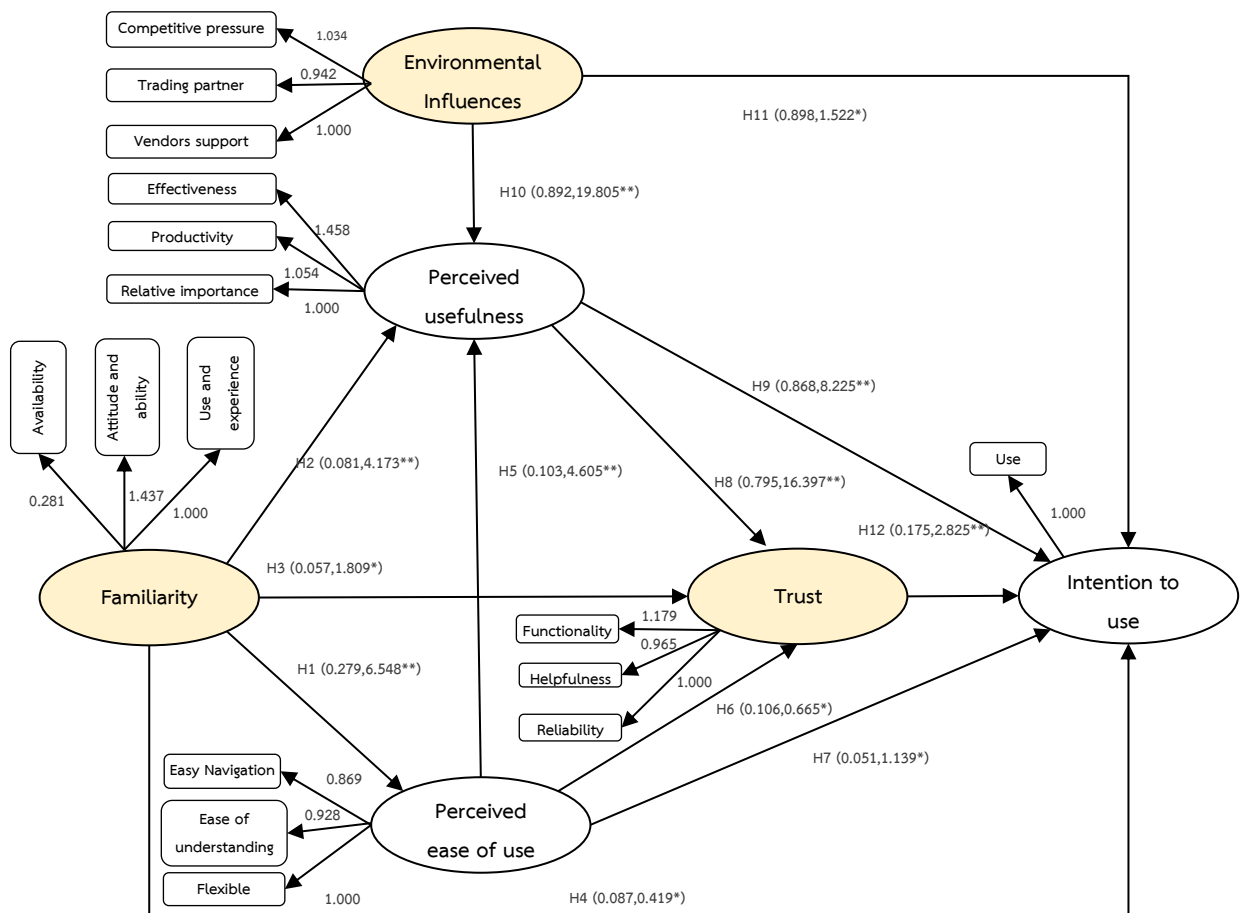 Competitive pressure
1.034
Environmental
Influences
Trading partner
0.942
H11 (0.898,1.522*)
Vendors support
1.000
Effectiveness
H10 (0.892,19.805**)
Productivity
1.458
Perceived
usefulness
Relative importance
1.054
1.000
Availability
Attitude and
ability
Use and
experience
H9 (0.868,8.225**)
H2 (0.081,4.173**)
H5 (0.103,4.605**)
H8 (0.795,16.397**)
Use
0.281
1.437
1.000
1.000
H12 (0.175,2.825**)
H3 (0.057,1.809*)
Familiarity
Trust
Intention to
use
Functionality
1.179
0.965
Helpfulness
1.000
Reliability
H1 (0.279,6.548**)
H6 (0.106,0.665*)
H7 (0.051,1.139*)
Easy Navigation
0.869
Ease of
understanding
0.928
Perceived
ease of use
Flexible
1.000
H4 (0.087,0.419*)